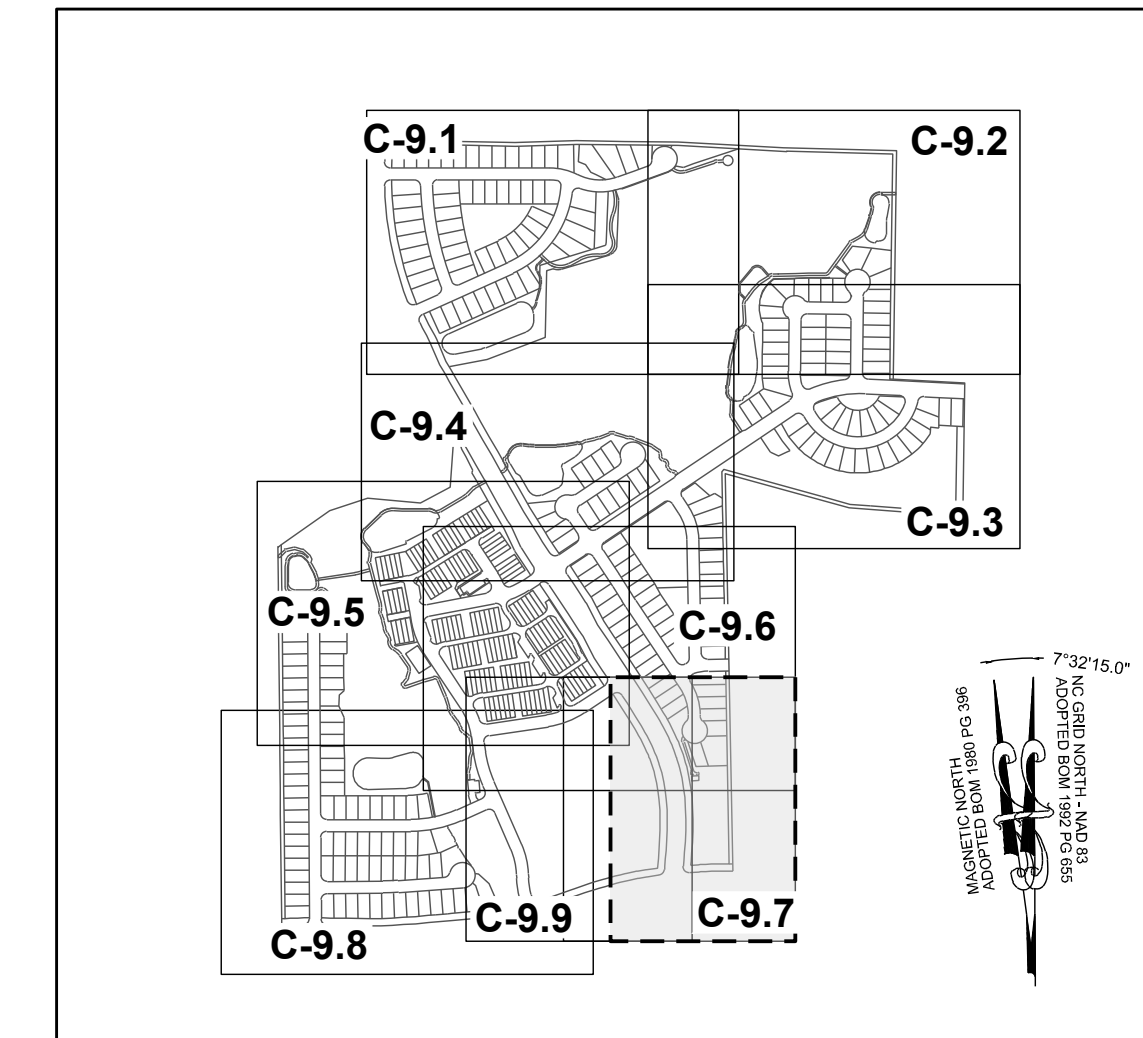 C-9.1
C-9.2
C-9.4
C-9.3
C-9.5
C-9.6
7°32'15.0"
MAGNETIC NORTH
ADOPTED BOM 1980 PG 396
NC GRID NORTH - NAD 83
ADOPTED BOM 1992 PG 655
C-9.7
C-9.9
C-9.8